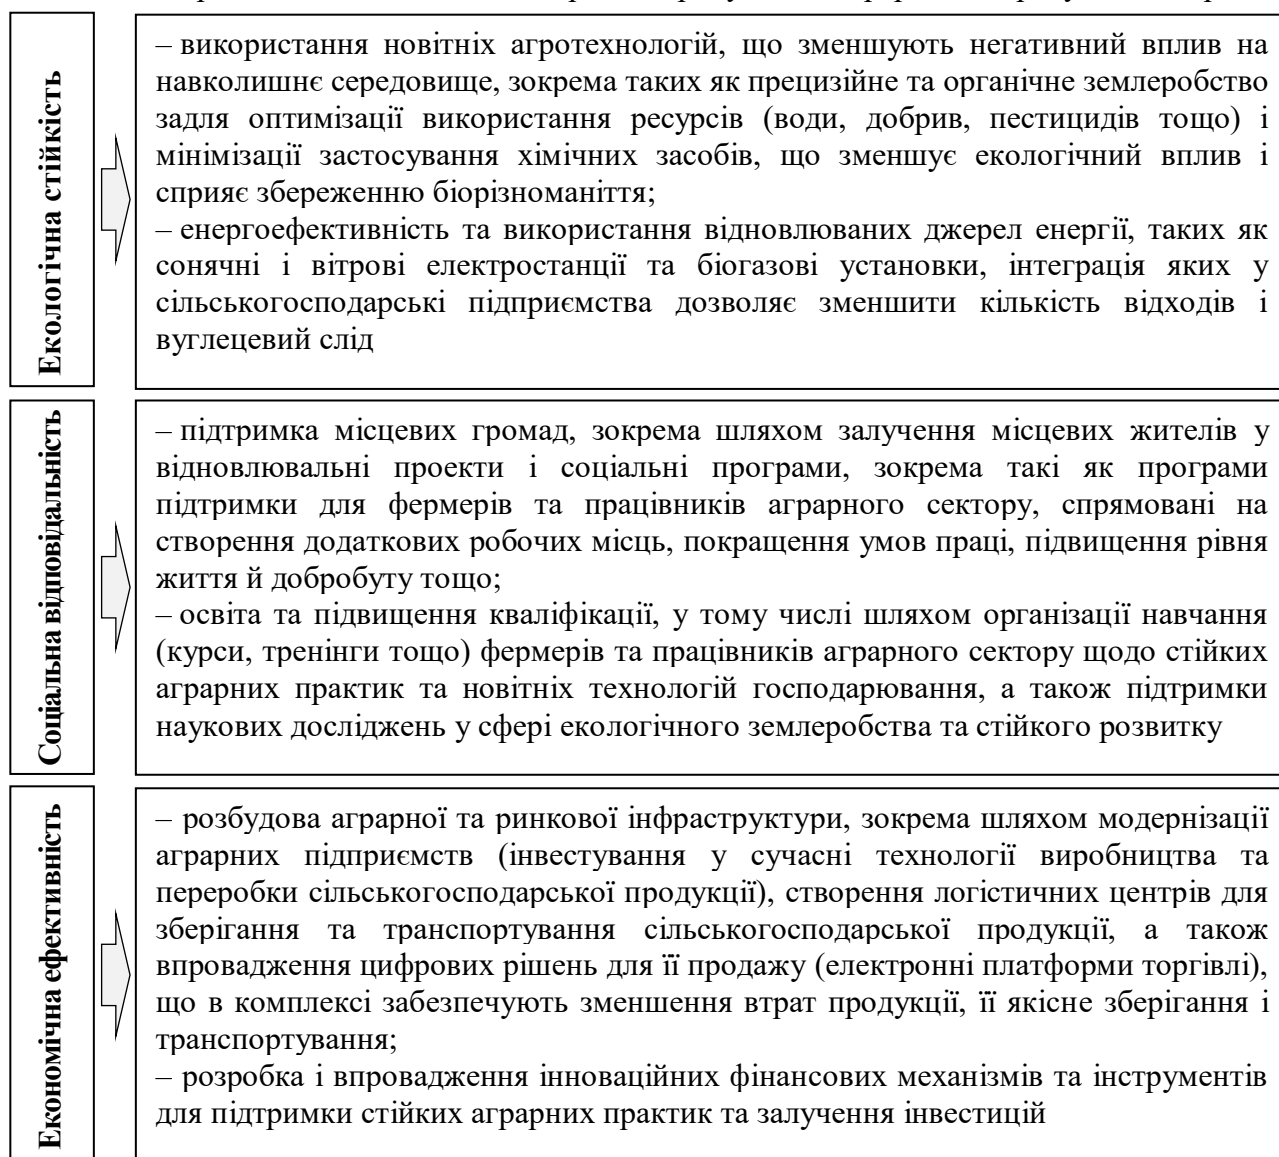 Екологічна стійкість
– використання новітніх агротехнологій, що зменшують негативний вплив на
навколишнє середовище, зокрема таких як прецизійне та органічне землеробство
задля оптимізації використання ресурсів (води, добрив, пестицидів тощо) і
мінімізації застосування хімічних засобів, що зменшує екологічний вплив і
сприяє збереженню біорізноманіття;
– енергоефективність та використання відновлюваних джерел енергії, таких як
сонячні і вітрові електростанції та біогазові установки, інтеграція яких у
сільськогосподарські підприємства дозволяє зменшити кількість відходів і
вуглецевий слід
Соціальна відповідальність
– підтримка місцевих громад, зокрема шляхом залучення місцевих жителів у
відновлювальні проекти і соціальні програми, зокрема такі як програми
підтримки для фермерів та працівників аграрного сектору, спрямовані на
створення додаткових робочих місць, покращення умов праці, підвищення рівня
життя й добробуту тощо;
– освіта та підвищення кваліфікації, у тому числі шляхом організації навчання
(курси, тренінги тощо) фермерів та працівників аграрного сектору щодо стійких
аграрних практик та новітніх технологій господарювання, а також підтримки
наукових досліджень у сфері екологічного землеробства та стійкого розвитку
Економічна ефективність
– розбудова аграрної та ринкової інфраструктури, зокрема шляхом модернізації
аграрних підприємств (інвестування у сучасні технології виробництва та
переробки сільськогосподарської продукції), створення логістичних центрів для
зберігання та транспортування сільськогосподарської продукції, а також
впровадження цифрових рішень для її продажу (електронні платформи торгівлі),
що в комплексі забезпечують зменшення втрат продукції, її якісне зберігання і
транспортування;
– розробка і впровадження інноваційних фінансових механізмів та інструментів
для підтримки стійких аграрних практик та залучення інвестицій